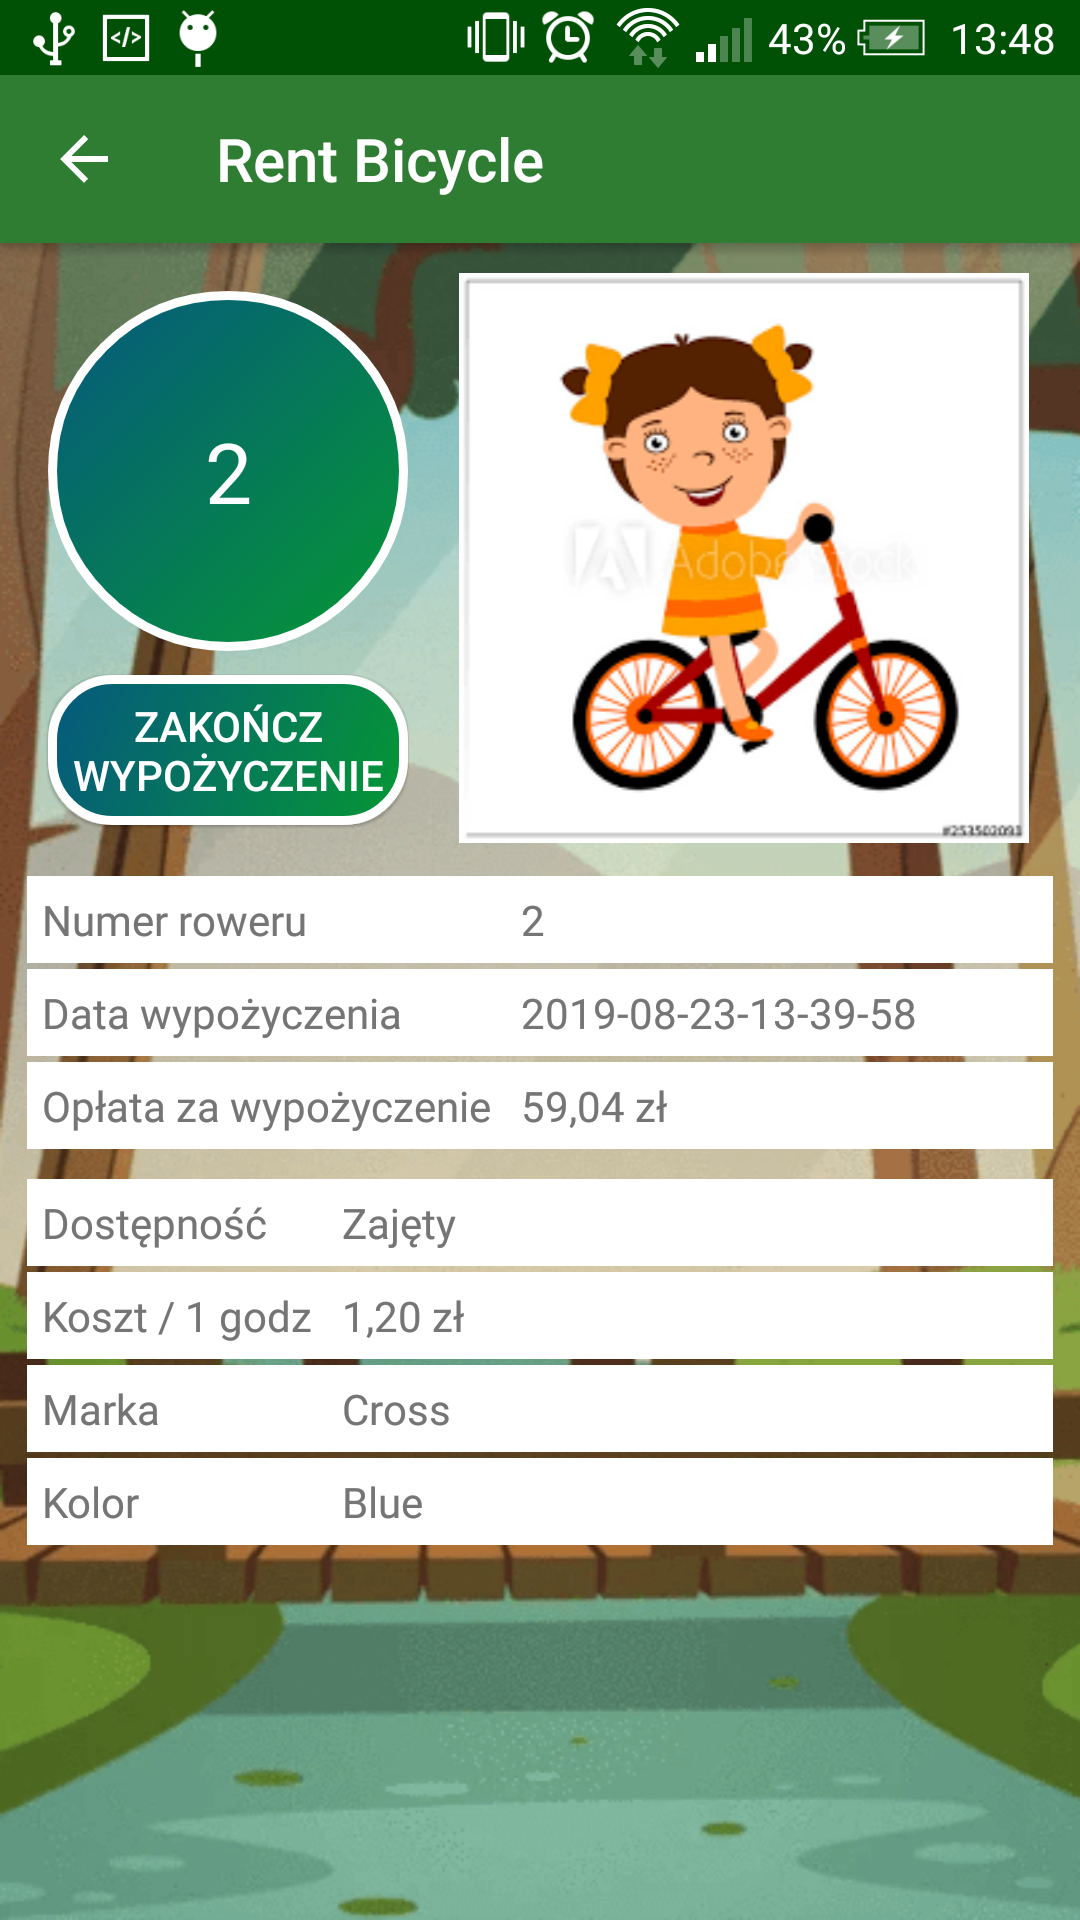 43% 13:48
Rent Bicycle
2
Adobe Stock
#253502093
ZAKOŃCZ
WYPOŻYCZENIE
Numer roweru 2
Data wypożyczenia 2019-08-23-13-39-58
Opłata za wypożyczenie 59,04 zł
Dostępność Zajęty
Koszt / 1 godz 1,20 zł
Marka Cross
Kolor Blue